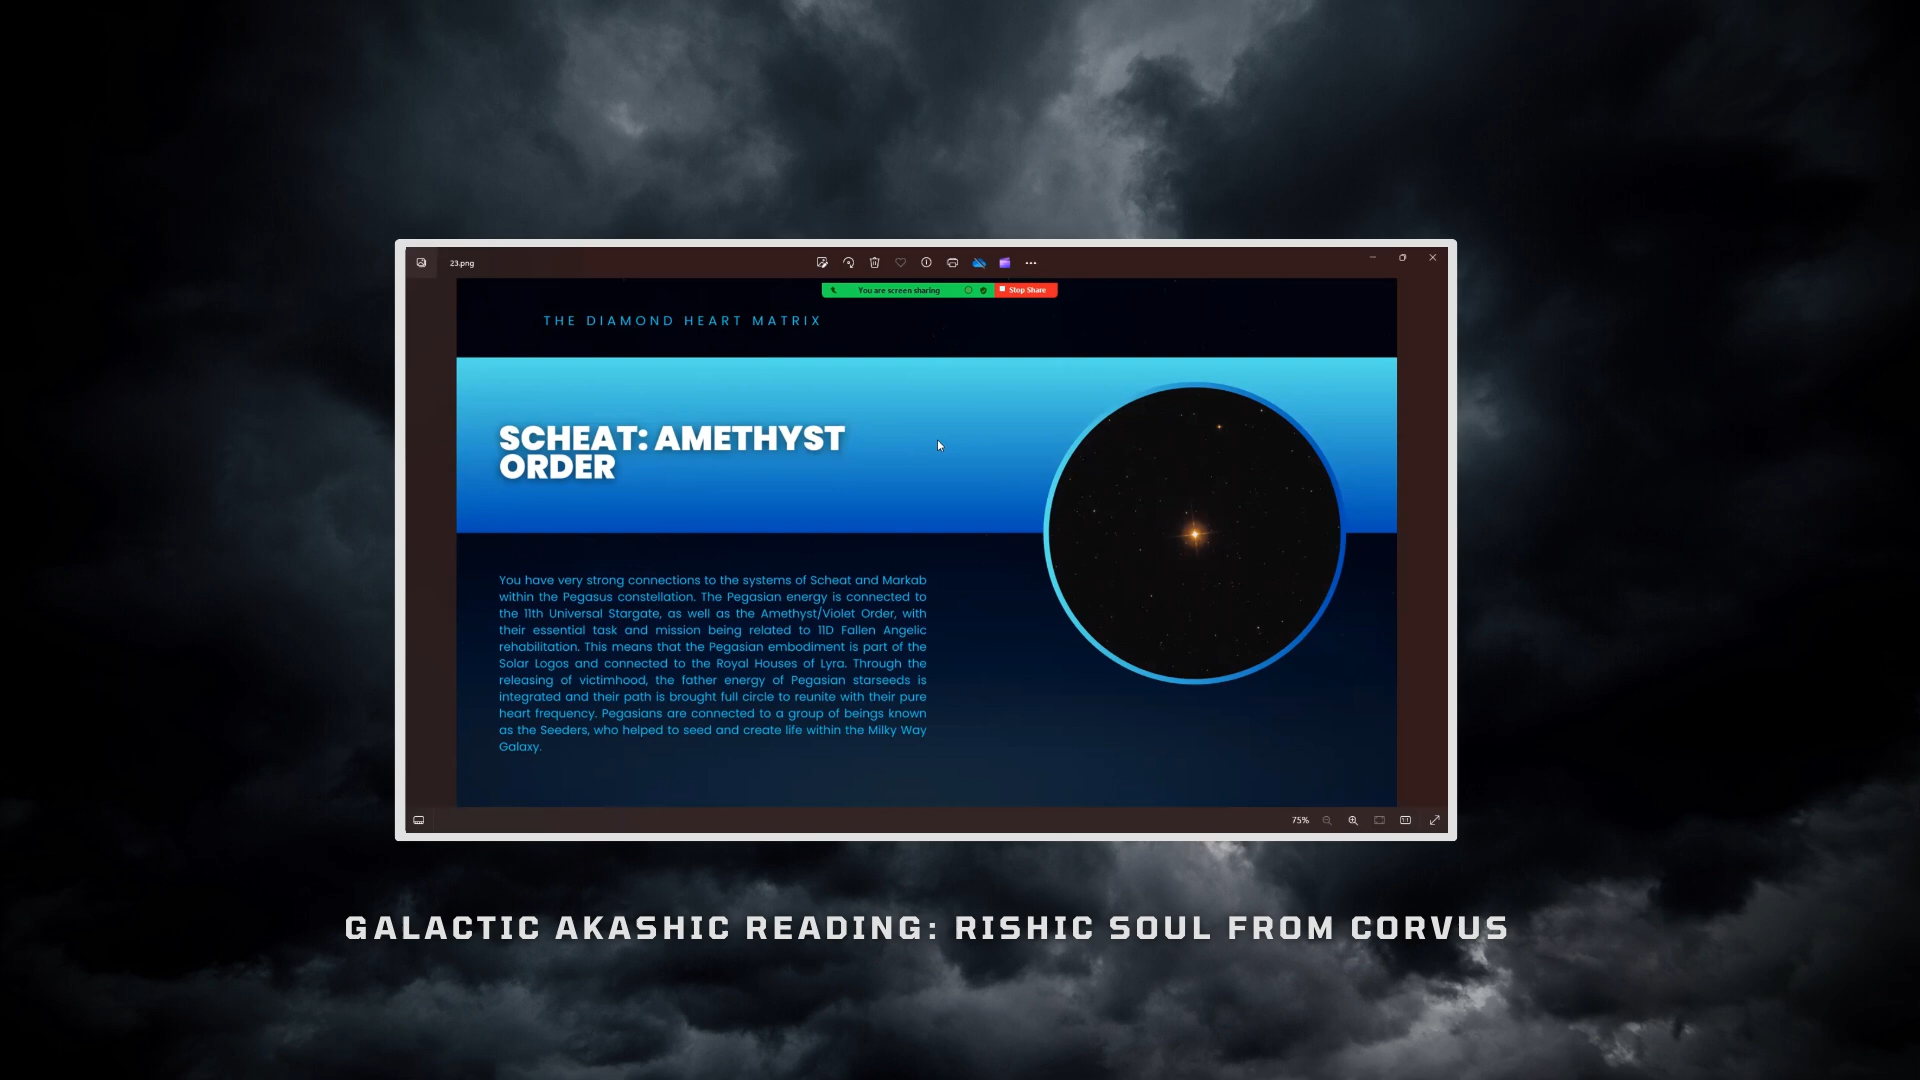 23.png
You are screen sharing
Stop Share
THE DIAMOND HEART MATRIX
SCHEAT: AMETHYST
ORDER
You have very strong connections to the systems of Scheat and Markab
within the Pegasus constellation. The Pegasian energy is connected to
the 11th Universal Stargate, as well as the Amethyst/Violet Order, with
their essential task and mission being related to 11D Fallen Angelic
rehabilitation. This means that the Pegasian embodiment is part of the
Solar Logos and connected to the Royal Houses of Lyra. Through the
releasing of victimhood, the father energy of Pegasian starseeds is
integrated and their path is brought full circle to reunite with their pure
heart frequency. Pegasians are connected to a group of beings known
as the Seeders, who helped to seed and create life within the Milky Way
Galaxy.
75%
GALACTIC AKASHIC READING: RISHIC SOUL FROM CORVUS